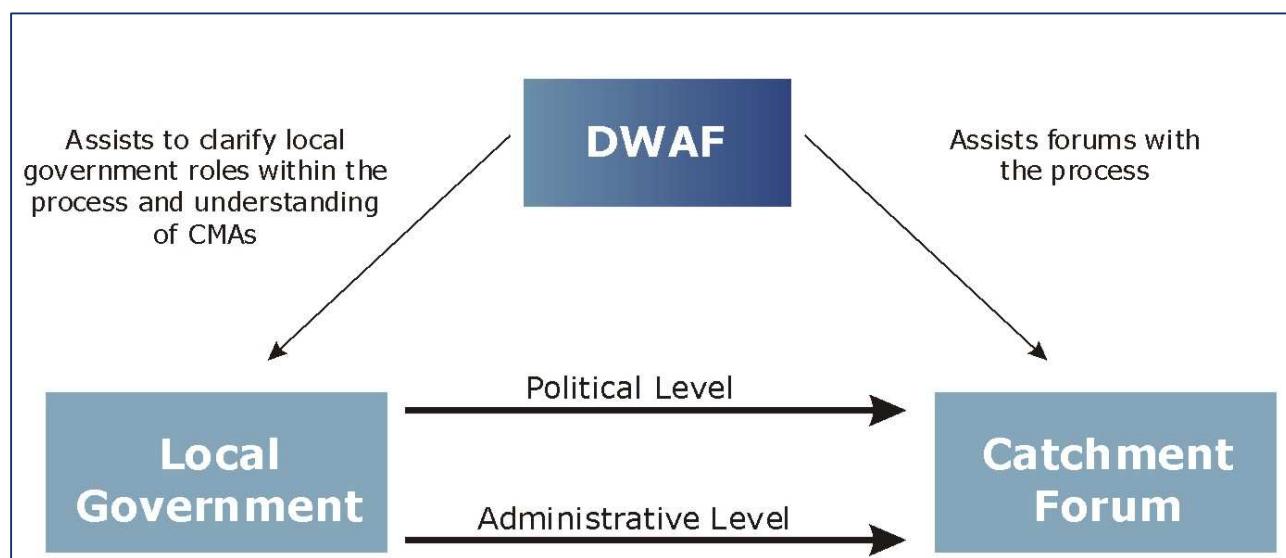 DWAF
Assists to clarify local
government roles within the
process and understanding
of CMAs
Assists forums with
the process
Political Level
Local
Government
Catchment
Forum
Administrative Level